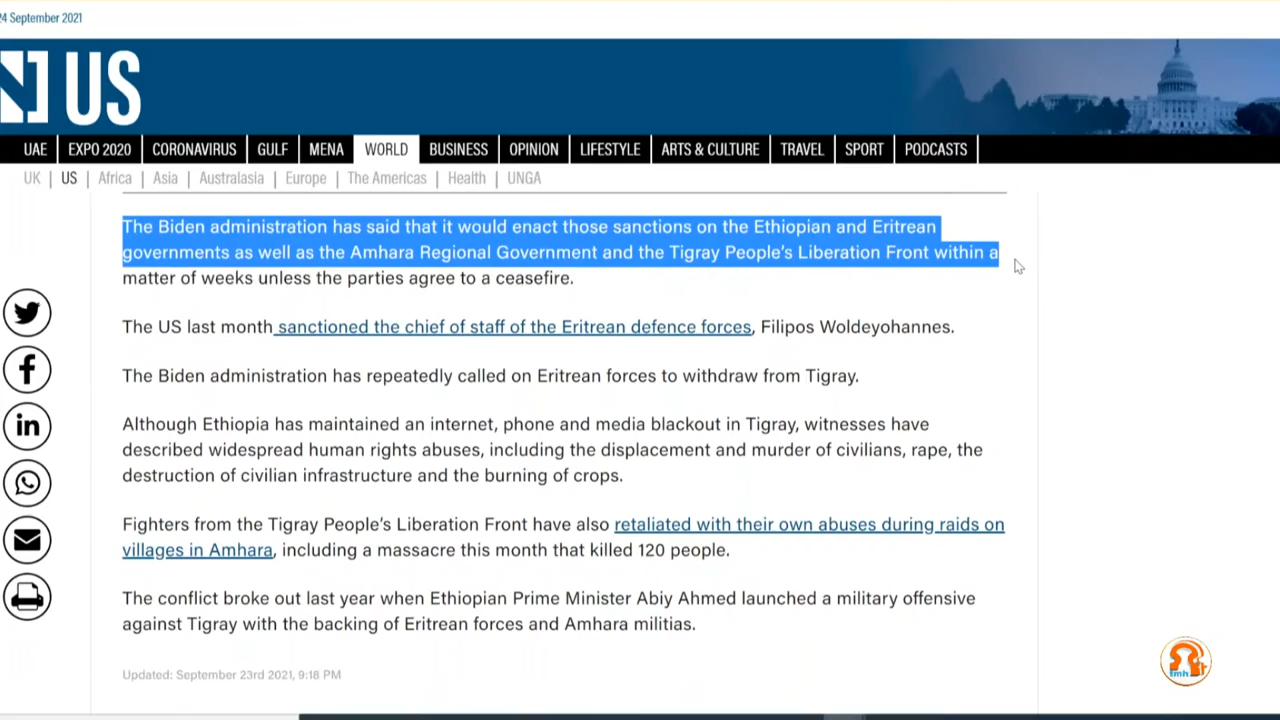 24 September 2021
US
UAE
EXPO 2020
CORONAVIRUS
GULF
MENA
WORLD
BUSINESS
OPINION
LIFESTYLE
ARTS & CULTURE
TRAVEL
SPORT
PODCASTS
UK | US | Africa | Asia | Australasia | Europe | The Americas | Health | UNGA
The Biden administration has said that it would enact those sanctions on the Ethiopian and Eritrean
governments as well as the Amhara Regional Government and the Tigray People's Liberation Front within a
matter of weeks unless the parties agree to a ceasefire.
The US last month sanctioned the chief of staff of the Eritrean defence forces, Filipos Woldeyohannes.
The Biden administration has repeatedly called on Eritrean forces to withdraw from Tigray.
Although Ethiopia has maintained an internet, phone and media blackout in Tigray, witnesses have
described widespread human rights abuses, including the displacement and murder of civilians, rape, the
destruction of civilian infrastructure and the burning of crops.
Fighters from the Tigray People's Liberation Front have also retaliated with their own abuses during raids on
villages in Amhara, including a massacre this month that killed 120 people.
The conflict broke out last year when Ethiopian Prime Minister Abiy Ahmed launched a military offensive
against Tigray with the backing of Eritrean forces and Amhara militias.
Updated: September 23rd 2021, 9:18 PM
tmh